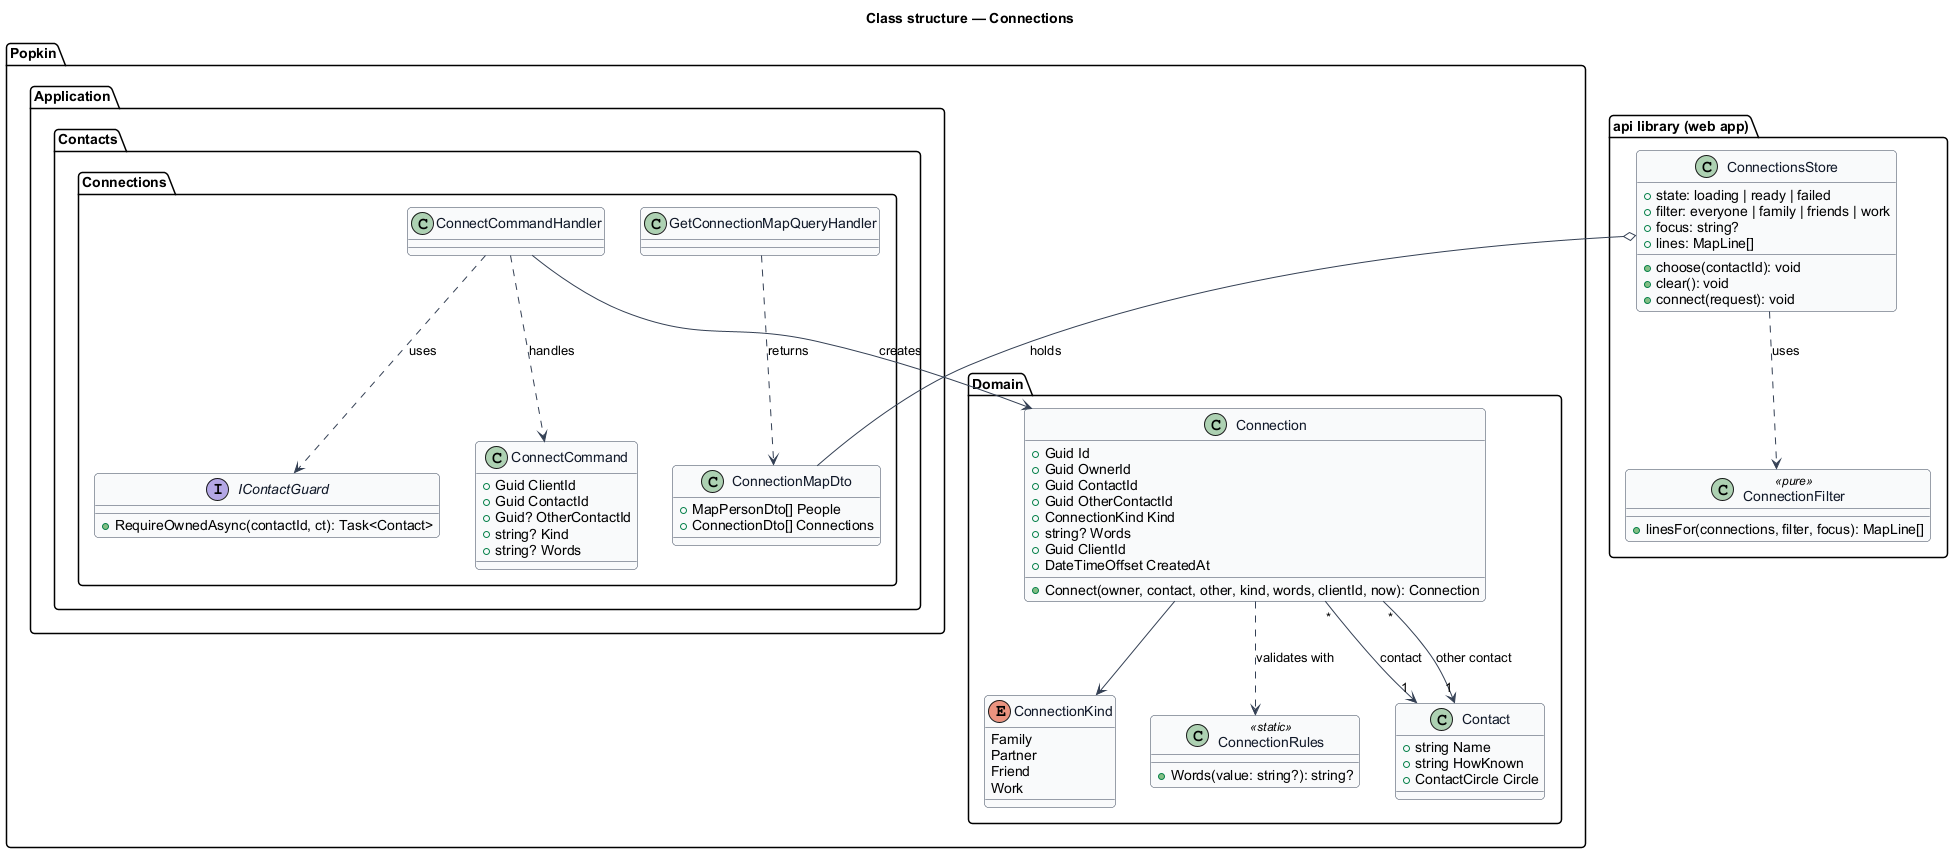 Class structure — Connections
Popkin
Application
Contacts
Connections
C ConnectCommandHandler
C GetConnectionMapQueryHandler
uses
handles
returns
creates
holds
I IContactGuard
RequireOwnedAsync(contactId, ct): Task<Contact>
C ConnectCommand
Guid ClientId
Guid ContactId
Guid? OtherContactId
string? Kind
string? Words
C ConnectionMapDto
MapPersonDto[] People
ConnectionDto[] Connections
Domain
C Connection
Guid Id
Guid OwnerId
Guid ContactId
Guid OtherContactId
ConnectionKind Kind
string? Words
Guid ClientId
DateTimeOffset CreatedAt
Connect(owner, contact, other, kind, words, clientId, now): Connection
*
*
validates with
contact
other contact
1
1
E ConnectionKind
Family
Partner
Friend
Work
«static»
C ConnectionRules
Words(value: string?): string?
C Contact
string Name
string HowKnown
ContactCircle Circle
api library (web app)
C ConnectionsStore
state: loading | ready | failed
filter: everyone | family | friends | work
focus: string?
lines: MapLine[]
choose(contactId): void
clear(): void
connect(request): void
uses
«pure»
C ConnectionFilter
linesFor(connections, filter, focus): MapLine[]